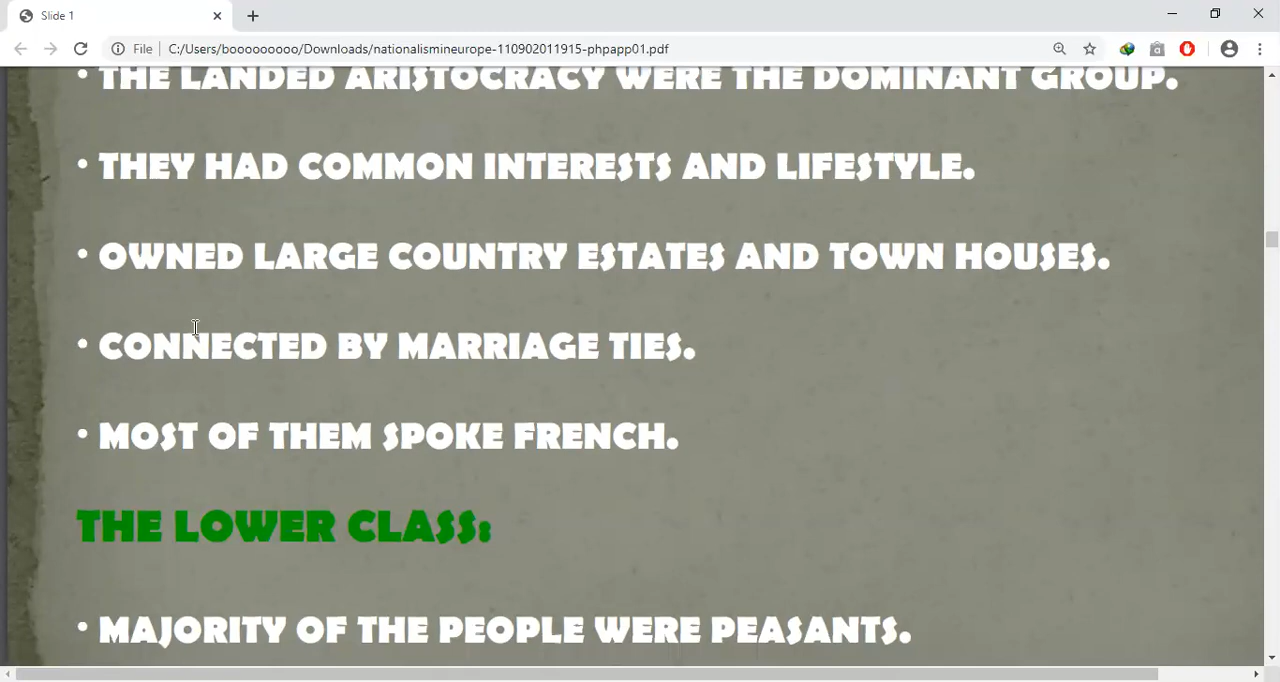 Slide 1
File
C:/Users/boooooooooo/Downloads/nationalismineurope-110902011915-phpapp01.pdf
• THE LANDED ARISTOCRACY WERE THE DOMINANT GROUP.
• THEY HAD COMMON INTERESTS AND LIFESTYLE.
• OWNED LARGE COUNTRY ESTATES AND TOWN HOUSES.
• CONNECTED BY MARRIAGE TIES.
• MOST OF THEM SPOKE FRENCH.
THE LOWER CLASS:
• MAJORITY OF THE PEOPLE WERE PEASANTS.